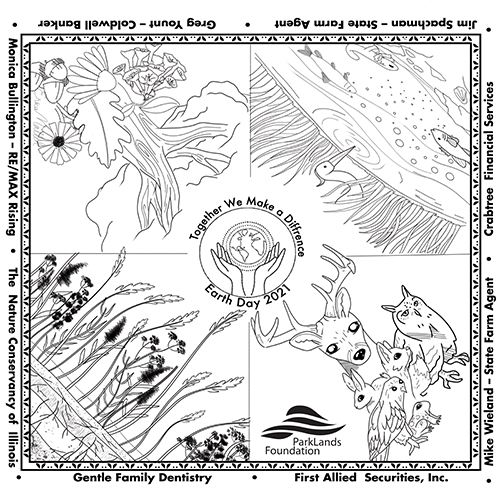 Greg Yount - Coldwell Banker
Jim Spachman – State Farm Agent
Monica Bullington – RE/MAX Rising
The Nature Conservancy of Illinois
Crabtree Financial Services
Mike Wieland – State Farm Agent
Together We Make a Diffrence
Earth Day 2021
ParkLands
Foundation
Gentle Family Dentistry
First Allied Securities, Inc.